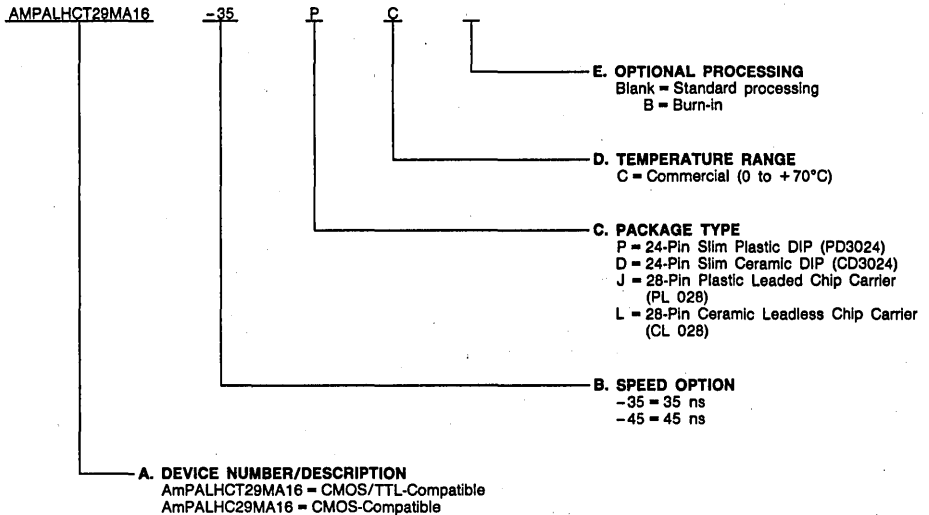 AMPALHCT29MA16 -35 P C
E. OPTIONAL PROCESSING
Blank = Standard processing
B = Burn-in
D. TEMPERATURE RANGE
C = Commercial (0 to +70°C)
C. PACKAGE TYPE
P = 24-Pin Slim Plastic DIP (PD3024)
D = 24-Pin Slim Ceramic DIP (CD3024)
J = 28-Pin Plastic Leaded Chip Carrier
(PL 028)
L = 28-Pin Ceramic Leadless Chip Carrier
(CL 028)
B. SPEED OPTION
-35 = 35 ns
-45 = 45 ns
A. DEVICE NUMBER/DESCRIPTION
AmPALHCT29MA16 = CMOS/TTL-Compatible
AmPALHC29MA16 = CMOS-Compatible